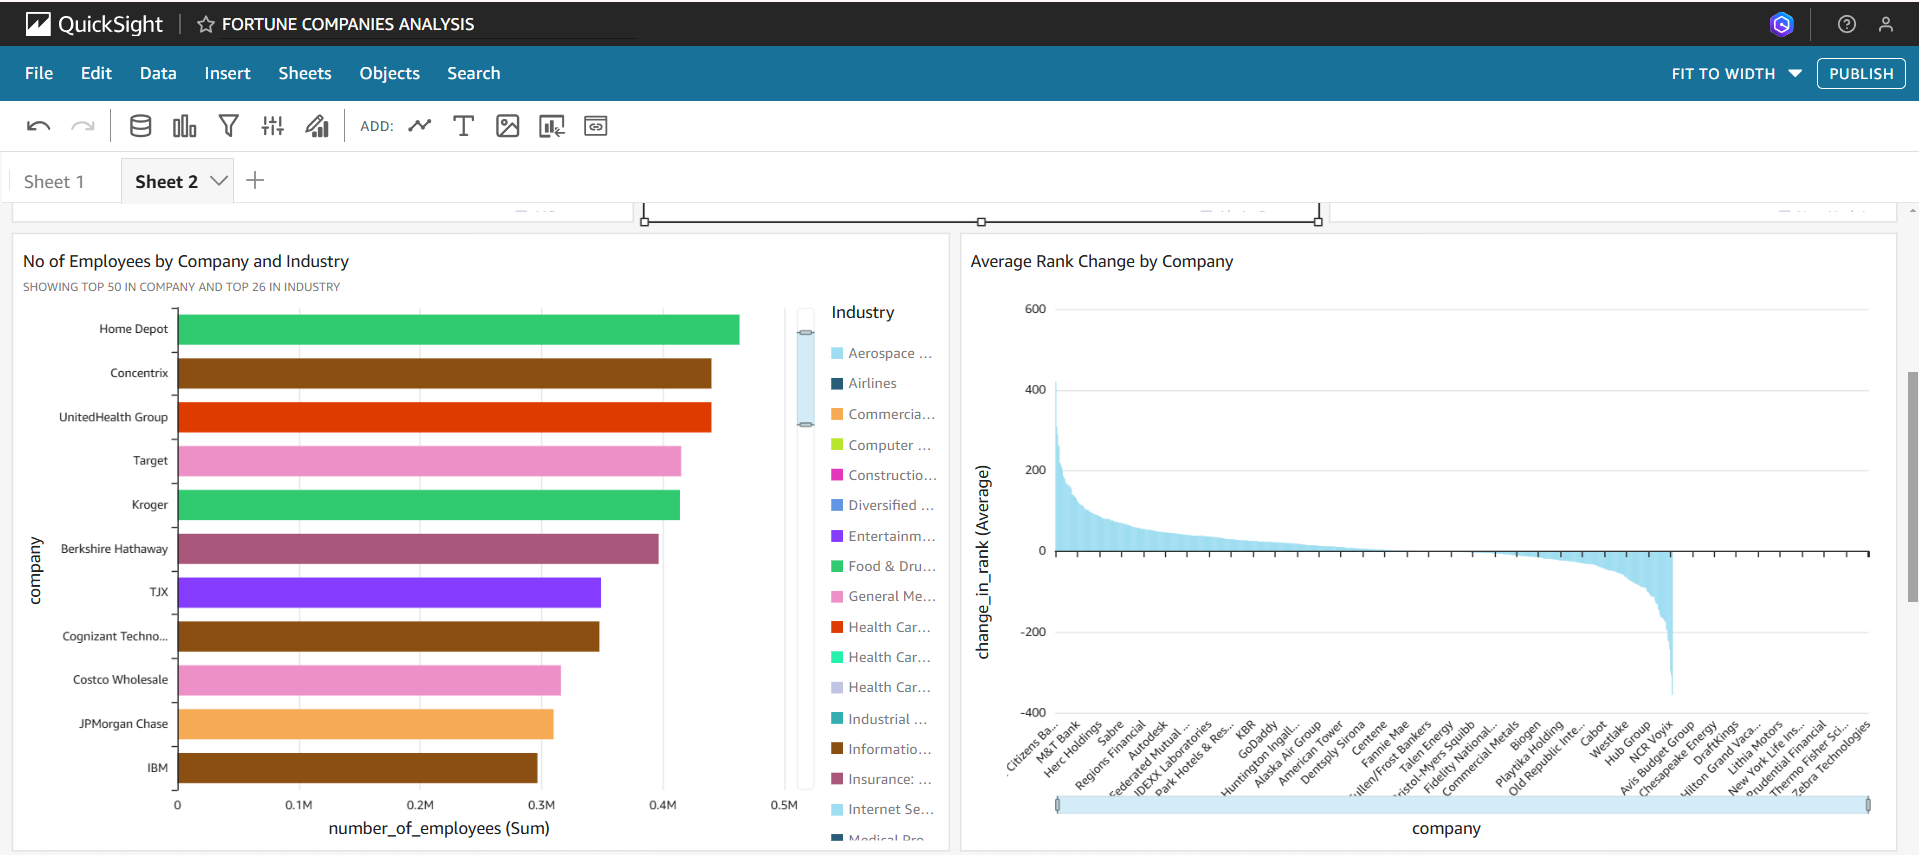 QuickSight
FORTUNE COMPANIES ANALYSIS
File Edit Data Insert Sheets Objects Search
FIT TO WIDTH
PUBLISH
ADD:
Sheet 1
Sheet 2
No of Employees by Company and Industry
SHOWING TOP 50 IN COMPANY AND TOP 26 IN INDUSTRY
company
Home Depot
Concentrix
UnitedHealth Group
Target
Kroger
Berkshire Hathaway
TJX
Cognizant Techno...
Costco Wholesale
JPMorgan Chase
IBM
0 0.1M 0.2M 0.3M 0.4M 0.5M
number_of_employees (Sum)
Industry
Aerospace ...
Airlines
Commercia...
Computer ...
Constructio...
Diversified ...
Entertainm...
Food & Dru...
General Me...
Health Car...
Health Car...
Health Car...
Industrial ...
Informatio...
Insurance: ...
Internet Se...
Medical Pro...
Average Rank Change by Company
change_in_rank (Average)
600
400
200
0
-200
-400
Citizens Ba...
M&T Bank
Herc Holdings
Sabre
Regions Financial
Autodesk
Federated Mutual ...
IDEXX Laboratories
Park Hotels & Res...
KBR
GoDaddy
Huntington Ingall...
Alaska Air Group
American Tower
Dentsply Sirona
Centene
Fannie Mae
ullen/Frost Bankers
Talen Energy
ristol-Myers Squibb
Fidelity National...
Commercial Metals
Biogen
Playtika Holding
Old Republic Inte...
Cabot
Westlake
Hub Group
NCR Voyix
Avis Budget Group
Chesapeake Energy
DraftKings
Hilton Grand Vaca...
Lithia Motors
New York Life Ins...
Prudential Financial
Thermo Fisher Sci...
Zebra Technologies
company